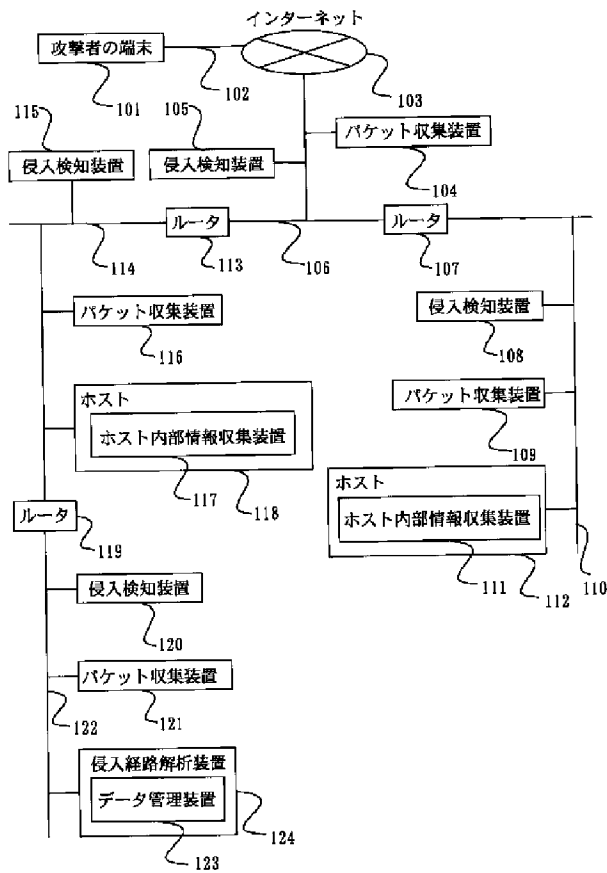 インターネット
攻撃者の端末
101
102
103
115
105
パケット収集装置
侵入検知装置
侵入検知装置
104
ルータ
ルータ
114
113
106
107
パケット収集装置
116
侵入検知装置
108
パケット収集装置
109
ホスト
ホスト内部情報収集装置
117
118
ホスト
ホスト内部情報収集装置
111
112
110
ルータ
119
侵入検知装置
120
パケット収集装置
122
121
侵入経路解析装置
データ管理装置
123
124